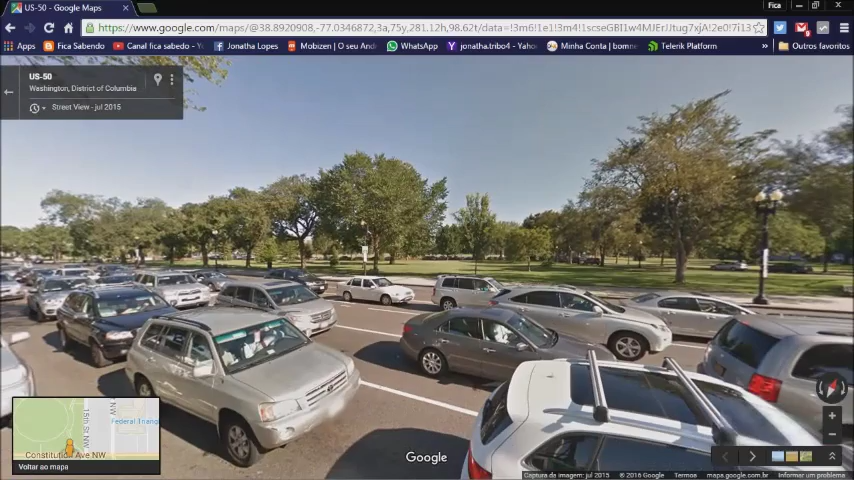 US-50 - Google Maps
Fica
https://www.google.com/maps/@38.8920908,-77.0346872,3a,75y,281.12h,98.62t/data=!3m6!1e1!3m4!1scseGBI1w4MJErJJtug7xjA!2e0!7i13
Apps Fica Sabendo Canal fica sabedo - Y Jonatha Lopes Mobizen | O seu And WhatsApp jonatha.tribo4 - Yaho Minha Conta | bomne Telerik Platform » Outros favoritos
US-50
Washington, District of Columbia
Street View - jul 2015
15th St NW
Federal Triang
Constitution Ave NW
Voltar ao mapa
Google
Captura da imagem: jul 2015 © 2016 Google Termos maps.google.com.br Informar um problema